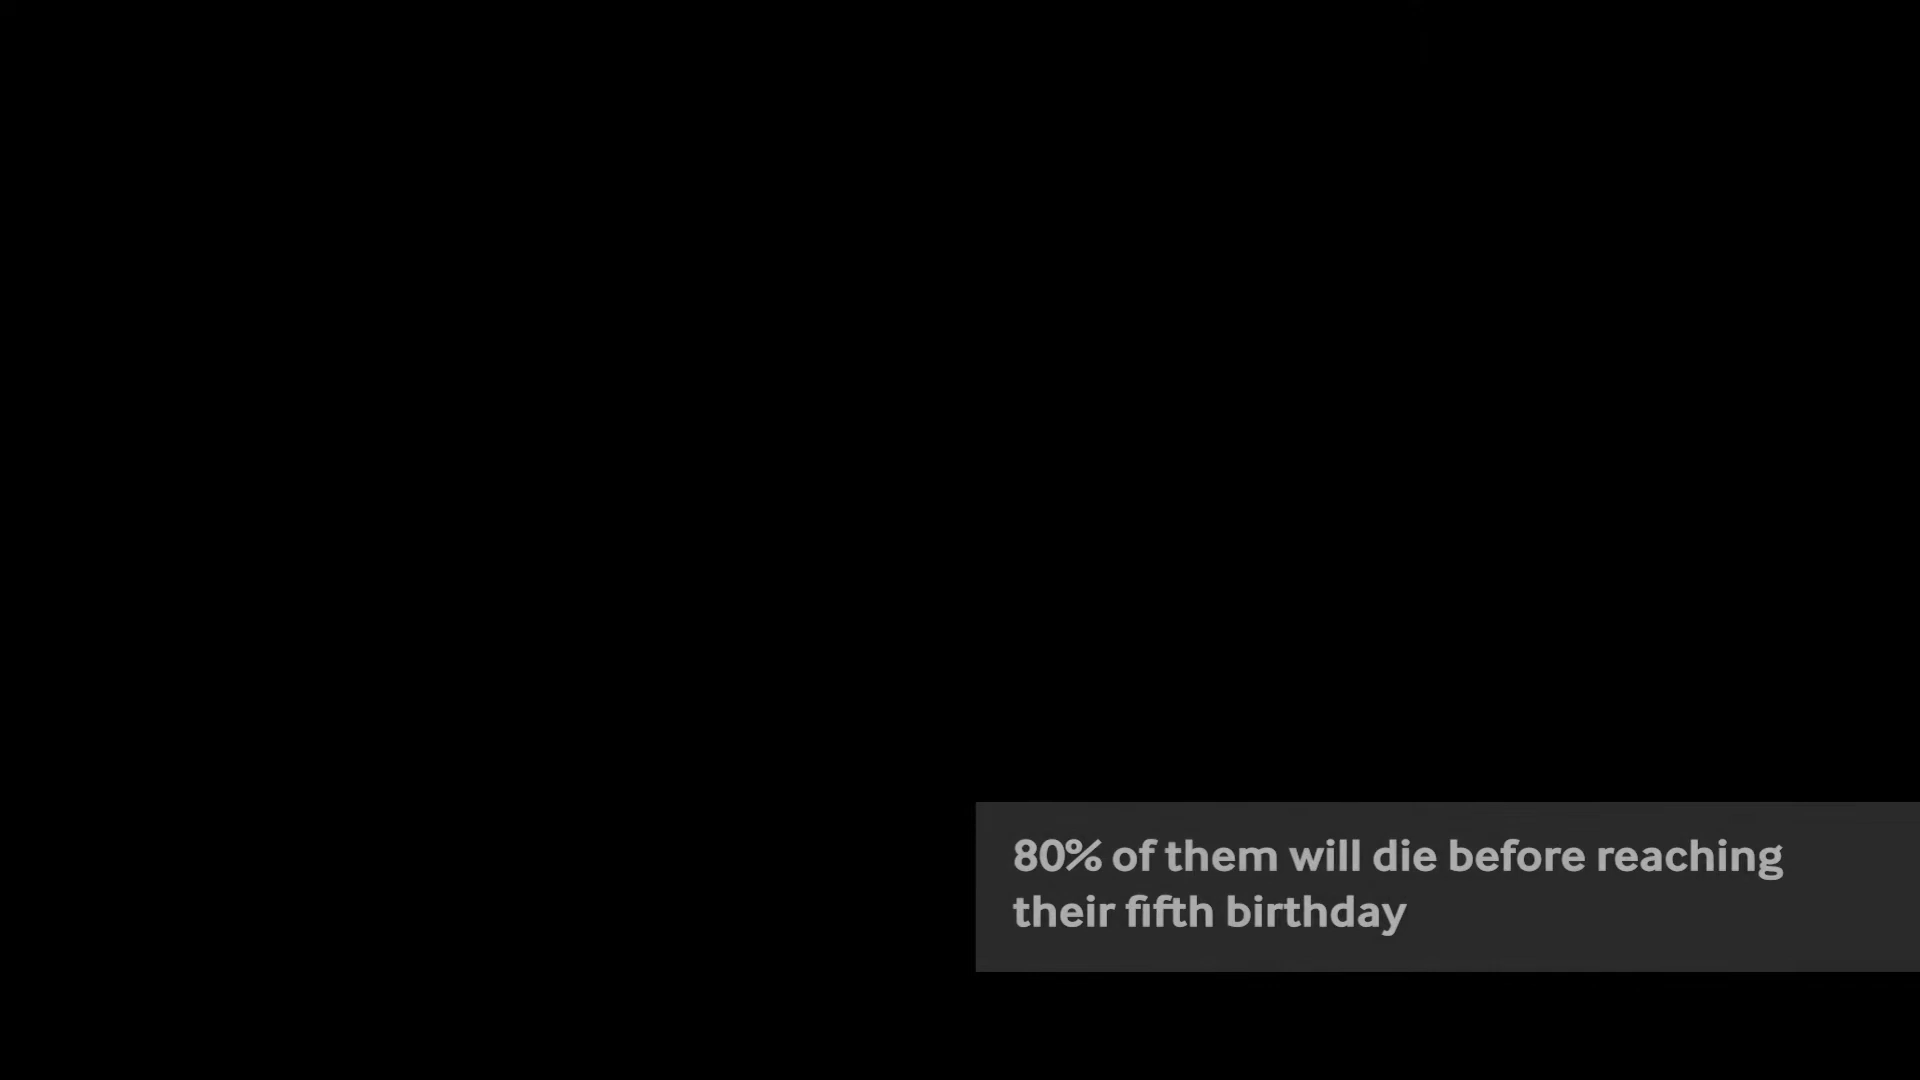 80% of them will die before reaching
their fifth birthday